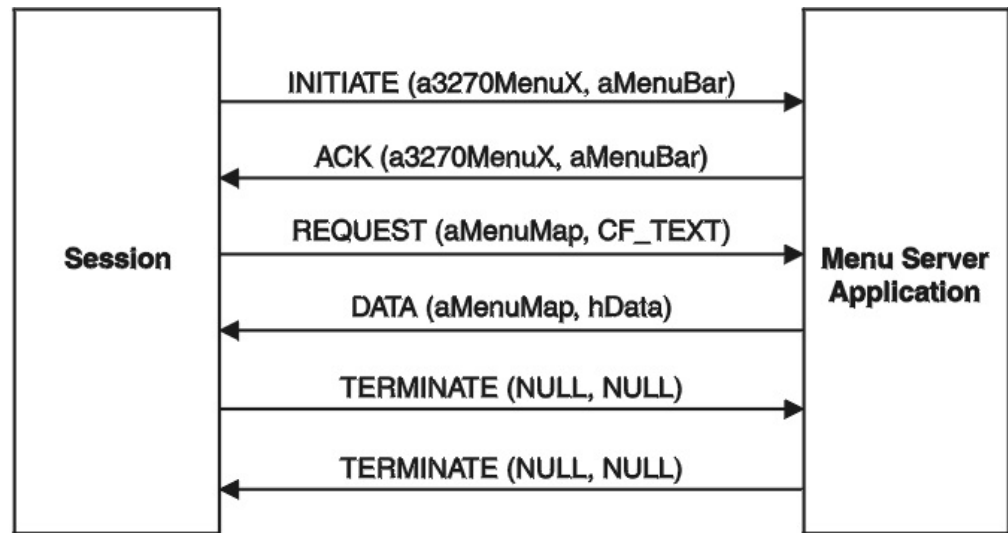 INITIATE (a3270MenuX, aMenuBar)
ACK (a3270MenuX, aMenuBar)
REQUEST (aMenuMap, CF_TEXT)
Session
Menu Server
Application
DATA (aMenuMap, hData)
TERMINATE (NULL, NULL)
TERMINATE (NULL, NULL)